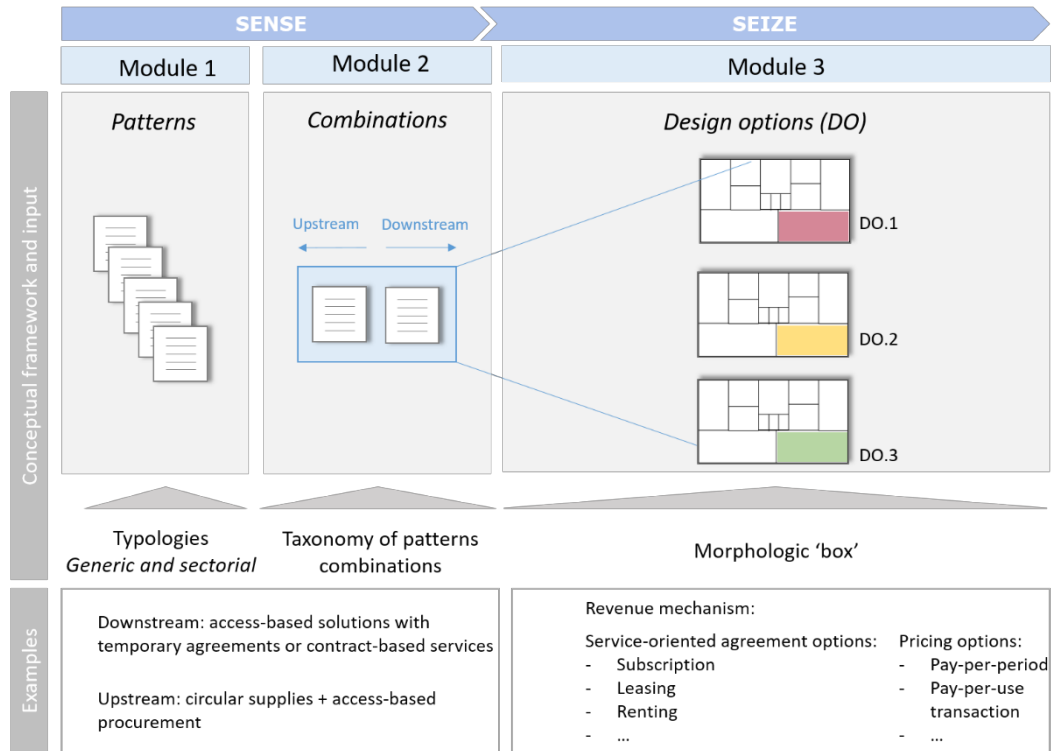 SENSE
SEIZE
Module 1
Module 2
Module 3
Conceptual framework and input
Patterns
Combinations
Design options (DO)
Upstream
Downstream
DO.1
DO.2
DO.3
Typologies
Generic and sectorial
Taxonomy of patterns
combinations
Morphologic ‘box’
Examples
Downstream: access-based solutions with
temporary agreements or contract-based services
Upstream: circular supplies + access-based
procurement
Revenue mechanism:
Service-oriented agreement options:
- Subscription
- Leasing
- Renting
- ...
Pricing options:
- Pay-per-period
- Pay-per-use
transaction
- ...